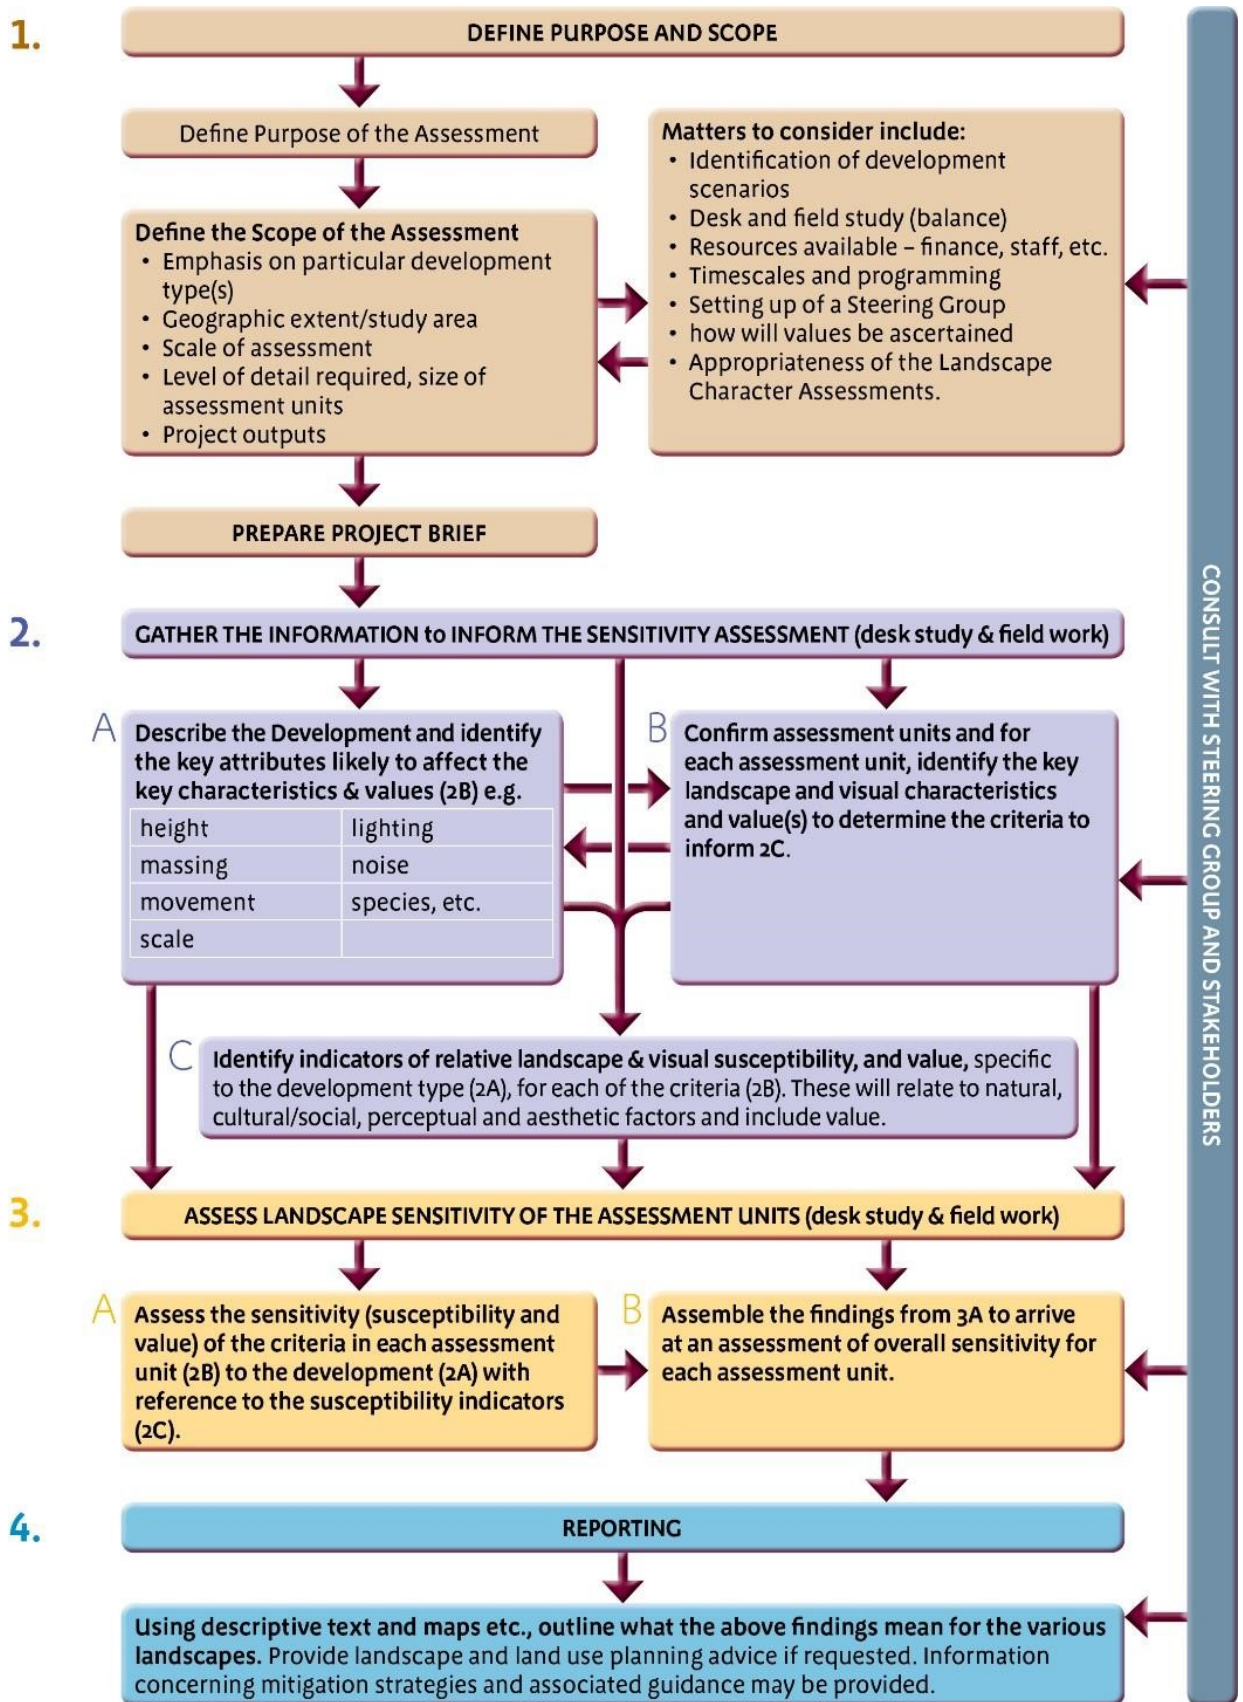 1.
DEFINE PURPOSE AND SCOPE
Define Purpose of the Assessment
Define the Scope of the Assessment
• Emphasis on particular development
type(s)
• Geographic extent/study area
• Scale of assessment
• Level of detail required, size of
assessment units
• Project outputs
Matters to consider include:
• Identification of development
scenarios
• Desk and field study (balance)
• Resources available – finance, staff, etc.
• Timescales and programming
• Setting up of a Steering Group
• how will values be ascertained
• Appropriateness of the Landscape
Character Assessments.
PREPARE PROJECT BRIEF
2.
GATHER THE INFORMATION to INFORM THE SENSITIVITY ASSESSMENT (desk study & field work)
A
Describe the Development and identify
the key attributes likely to affect the
key characteristics & values (2B) e.g.
height lighting
massing noise
movement species, etc.
scale
B
Confirm assessment units and for
each assessment unit, identify the key
landscape and visual characteristics
and value(s) to determine the criteria to
inform 2C.
C
Identify indicators of relative landscape & visual susceptibility, and value, specific
to the development type (2A), for each of the criteria (2B). These will relate to natural,
cultural/social, perceptual and aesthetic factors and include value.
3.
ASSESS LANDSCAPE SENSITIVITY OF THE ASSESSMENT UNITS (desk study & field work)
A
Assess the sensitivity (susceptibility and
value) of the criteria in each assessment
unit (2B) to the development (2A) with
reference to the susceptibility indicators
(2C).
B
Assemble the findings from 3A to arrive
at an assessment of overall sensitivity for
each assessment unit.
4.
REPORTING
Using descriptive text and maps etc., outline what the above findings mean for the various
landscapes. Provide landscape and land use planning advice if requested. Information
concerning mitigation strategies and associated guidance may be provided.
CONSULT WITH STEERING GROUP AND STAKEHOLDERS